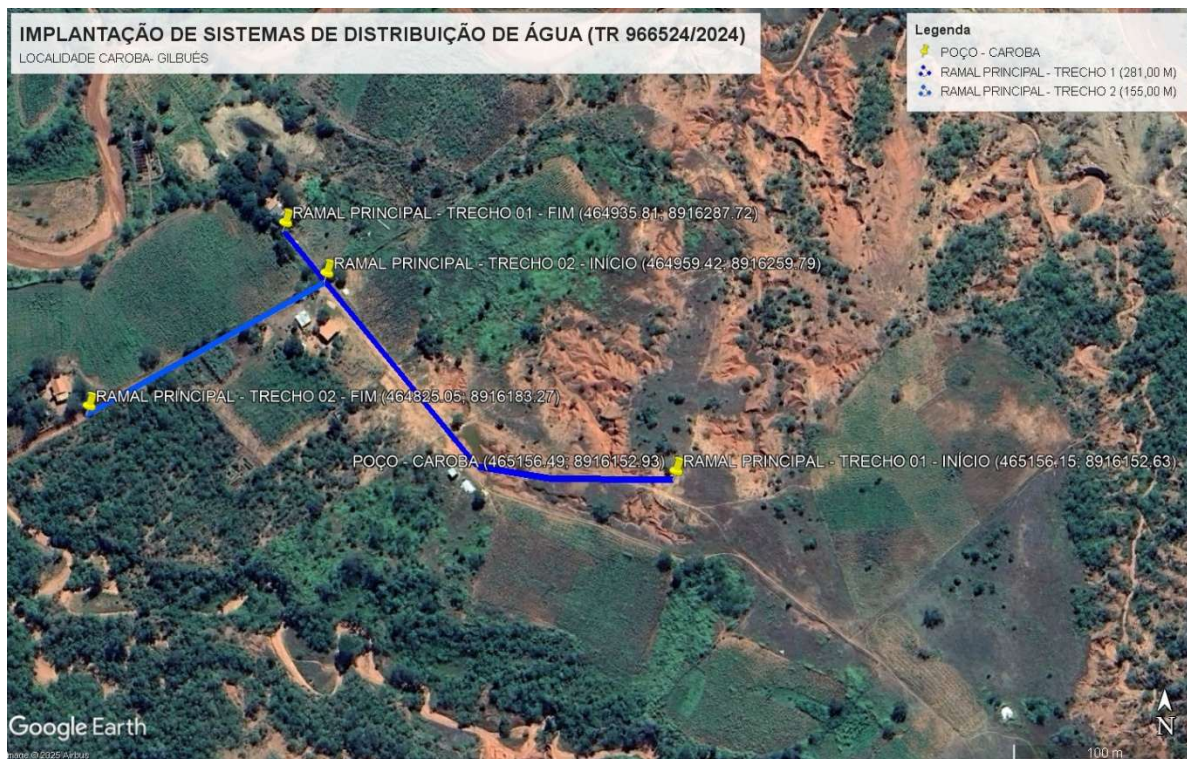 IMPLANTAÇÃO DE SISTEMAS DE DISTRIBUIÇÃO DE ÁGUA (TR 966524/2024)
LOCALIDADE CAROBA- GILBUÉS
Legenda
POÇO - CAROBA
RAMAL PRINCIPAL - TRECHO 1 (281,00 M)
RAMAL PRINCIPAL - TRECHO 2 (155,00 M)
RAMAL PRINCIPAL - TRECHO 01 - FIM (464935.81; 8916287.72)
RAMAL PRINCIPAL - TRECHO 02 - INÍCIO (464959.42; 8916259.79)
RAMAL PRINCIPAL - TRECHO 02 - FIM (464825.05; 8916183.27)
POÇO - CAROBA (465156.49; 8916152.93)
RAMAL PRINCIPAL - TRECHO 01 - INÍCIO (465156.15; 8916152.63)
Google Earth
Image © 2025 Airbus
100 m
N